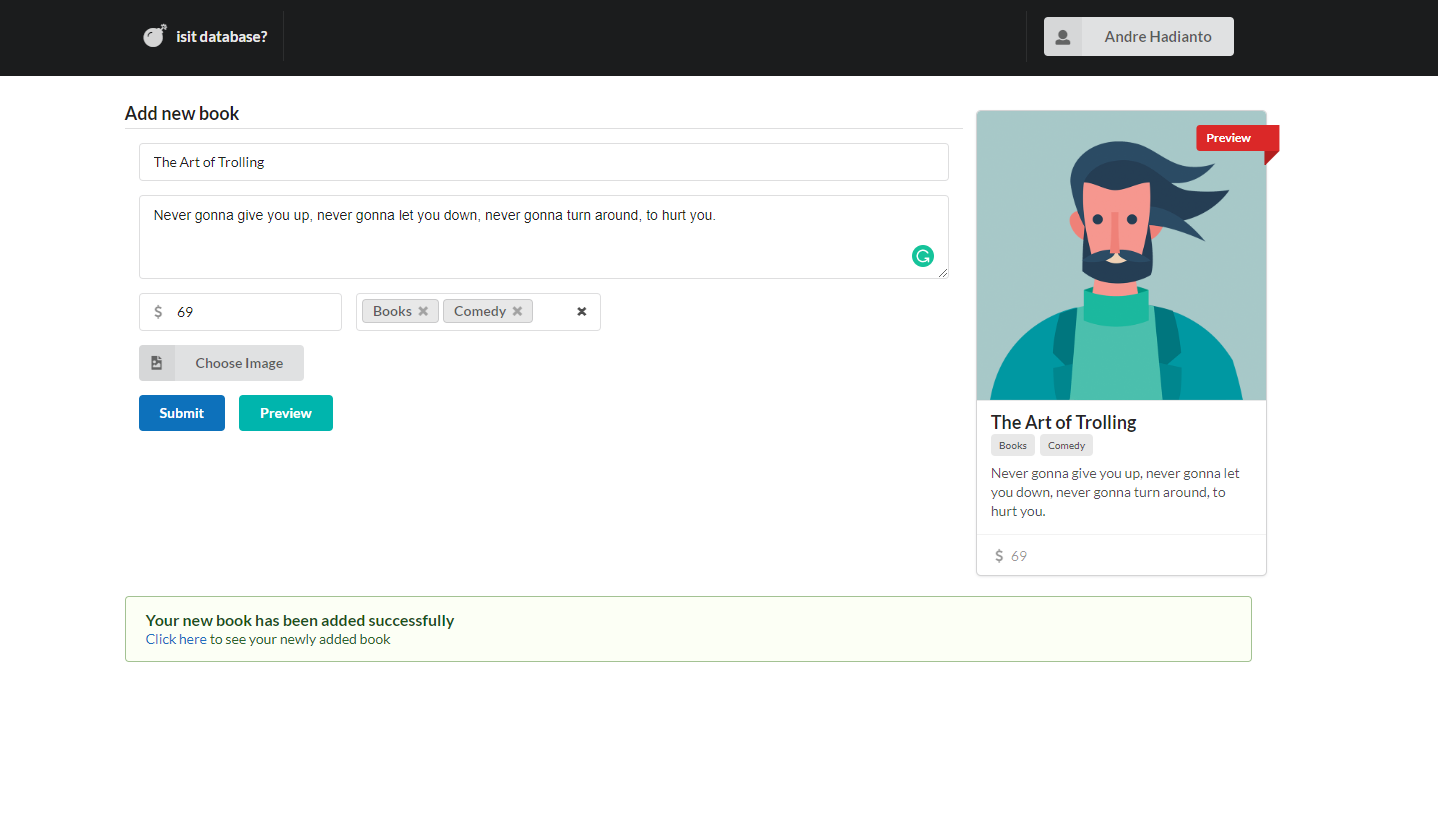 isit database?
Andre Hadianto
Add new book
The Art of Trolling
Never gonna give you up, never gonna let you down, never gonna turn around, to hurt you.
$ 69
Books Comedy
Choose Image
Submit Preview
Preview
The Art of Trolling
Books Comedy
Never gonna give you up, never gonna let
you down, never gonna turn around, to
hurt you.
$ 69
Your new book has been added successfully
Click here to see your newly added book